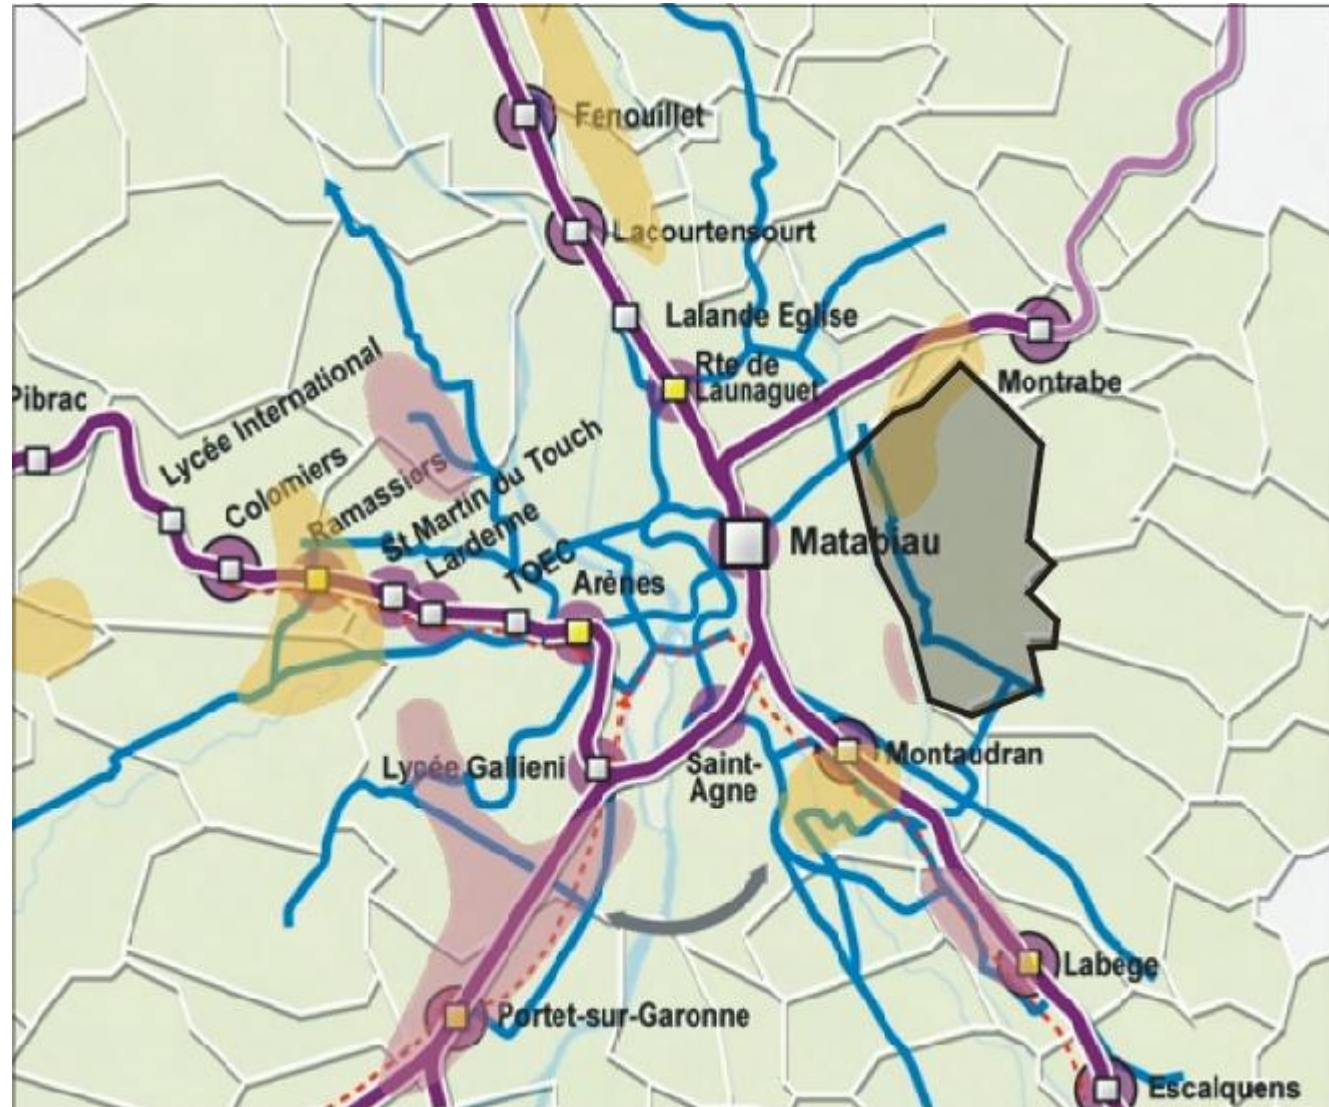 Fenouillet
Lacourtensourt
Lalande Eglise
Rte de
Launaguet
Montrabe
Pibrac
Lycée International
Colomiers
Ramassiers
St Martin du Touch
Lardenne
TOEC
Arènes
Matabiau
Lycée Gallieni
Saint-
Agne
Montaudran
Labege
Portet-sur-Garonne
Escalquens